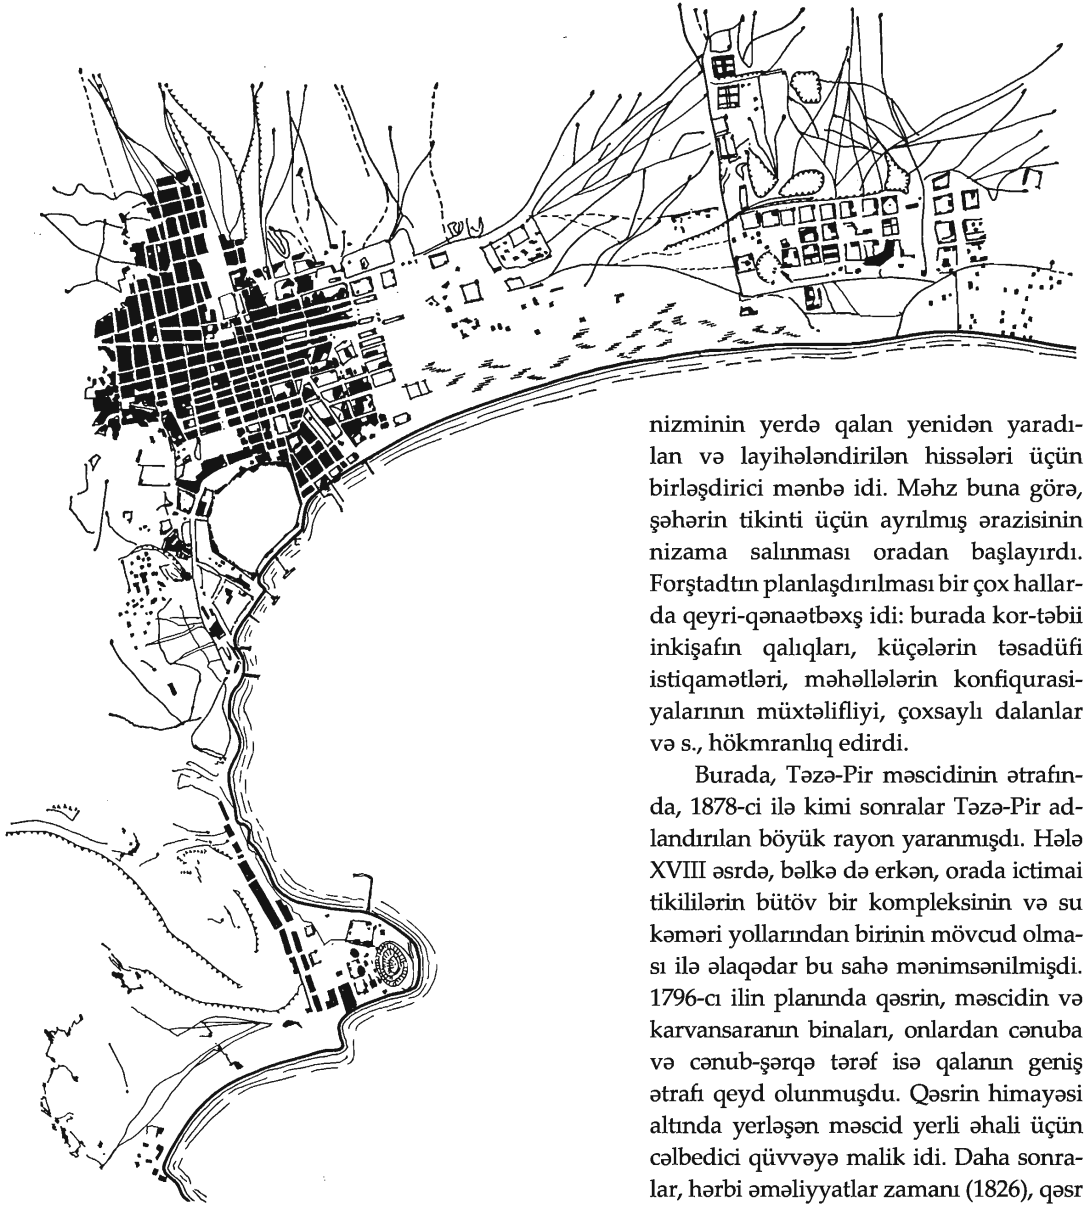 nizminin yerdə qalan yenidən yaradı-
lan və layihələndirilən hissələri üçün
birləşdirici mənbə idi. Məhz buna görə,
şəhərin tikinti üçün ayrılmış ərazisinin
nizama salınması oradan başlayırdı.
Forştadtın planlaşdırılması bir çox hallar-
da qeyri-qənaətbəxş idi: burada kor-təbii
inkişafın qalıqları, küçələrin təsadüfi
istiqamətləri, məhəllələrin konfiqurasi-
yalarının müxtəlifliyi, çoxsaylı dalanlar
və s., hökmranlıq edirdi.
Burada, Təzə-Pir məscidinin ətrafın-
da, 1878-ci ilə kimi sonralar Təzə-Pir ad-
landırılan böyük rayon yaranmışdı. Hələ
XVIII əsrdə, bəlkə də erkən, orada ictimai
tikililərin bütöv bir kompleksinin və su
kəməri yollarından birinin mövcud olma-
sı ilə əlaqədar bu sahə mənimsənilmişdi.
1796-cı ilin planında qəsrin, məscidin və
karvansaranın binaları, onlardan cənuba
və cənub-şərqə tərəf isə qalanın geniş
ətrafı qeyd olunmuşdu. Qəsrin himayəsi
altında yerləşən məscid yerli əhali üçün
cəlbedici qüvvəyə malik idi. Daha sonra-
lar, hərbi əməliyyatlar zamanı (1826), qəsr